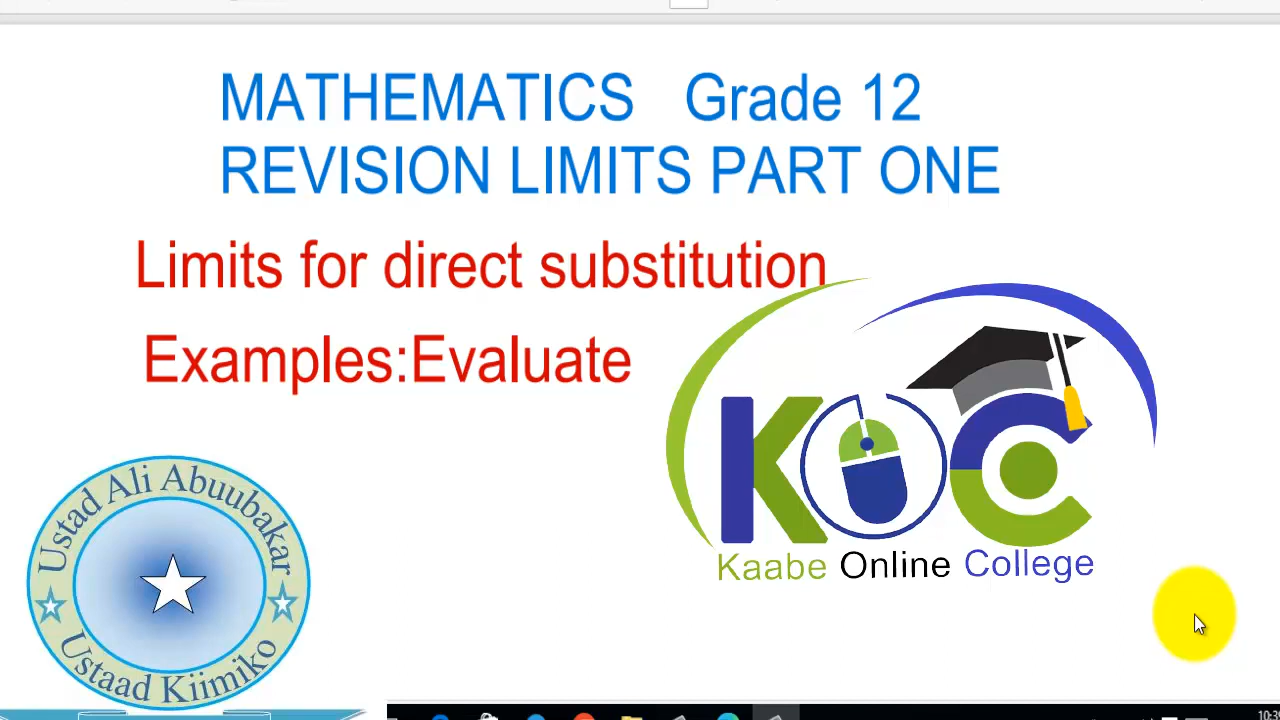 MATHEMATICS Grade 12
REVISION LIMITS PART ONE
Limits for direct substitution
Examples:Evaluate
KOC
Kaabe Online College
Ustad Ali Abuubakar
Ustaad Kiimiko